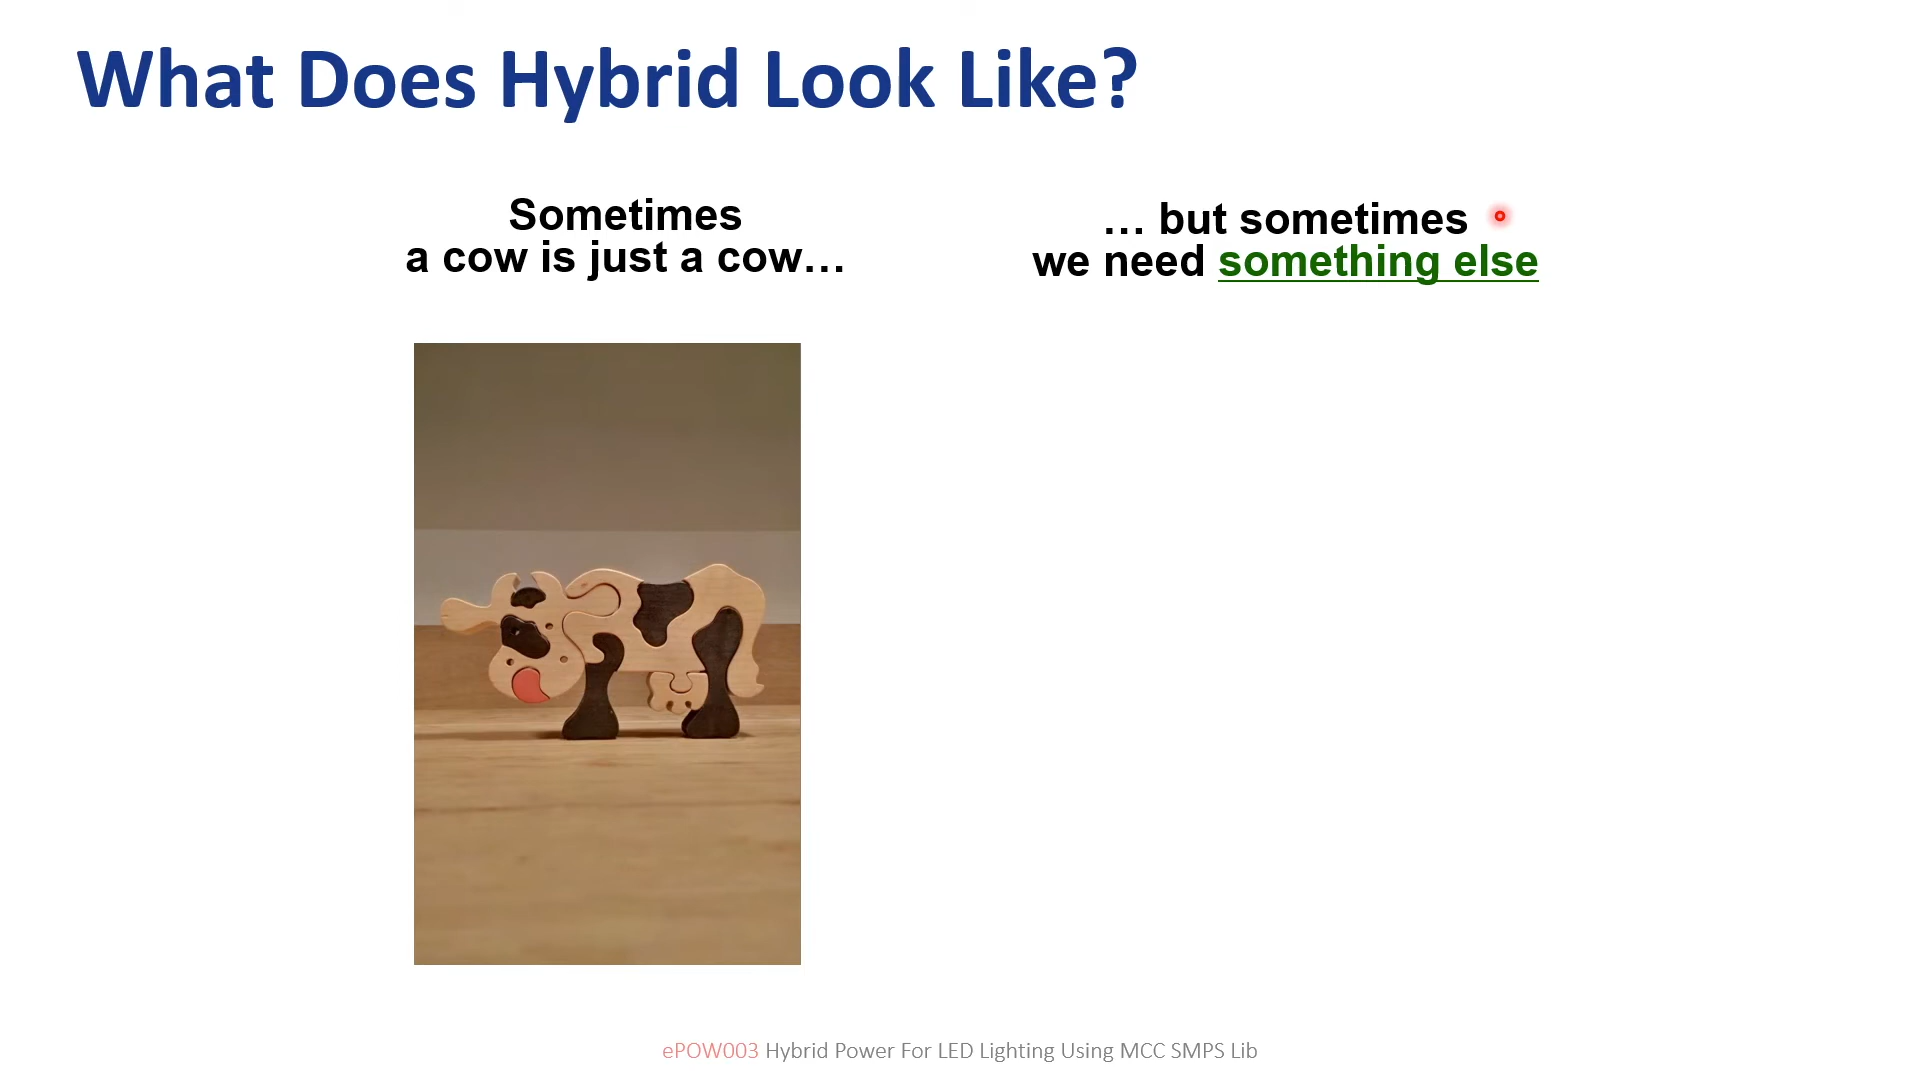 What Does Hybrid Look Like?
Sometimes
a cow is just a cow…
… but sometimes
we need something else
ePOW003 Hybrid Power For LED Lighting Using MCC SMPS Lib